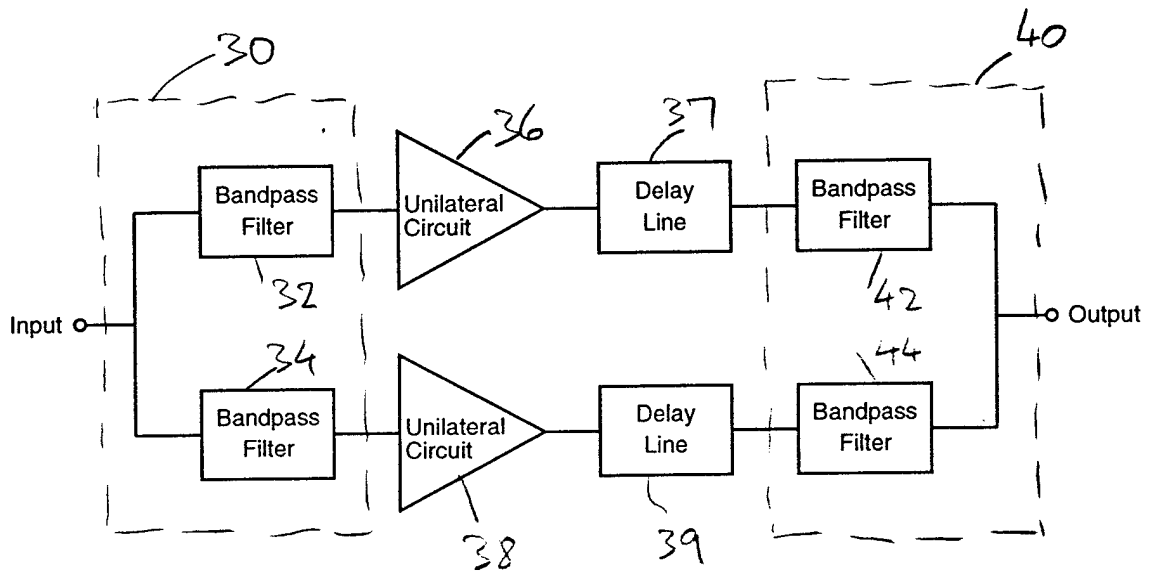 30
40
36
37
Bandpass
Filter
Unilateral
Circuit
Delay
Line
Bandpass
Filter
32
42
Input
Output
34
44
Bandpass
Filter
Unilateral
Circuit
Delay
Line
Bandpass
Filter
38
39